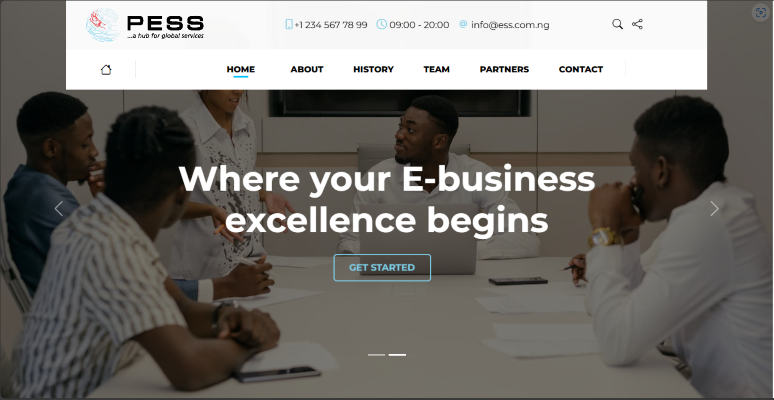 PESS
...a hub for global services
+1 234 567 78 99 09:00 - 20:00 @ info@ess.com.ng
HOME ABOUT HISTORY TEAM PARTNERS CONTACT
Where your E-business
excellence begins
GET STARTED